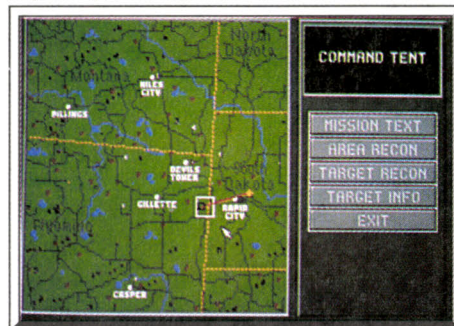 North
Dakota
Montana
MILES
CITY
BILLINGS
DEVILS
TOWER
South
Dakota
GILLETTE
RAPID
CITY
Wyoming
CASPER
COMMAND TENT
MISSION TEXT
AREA RECON
TARGET RECON
TARGET INFO
EXIT